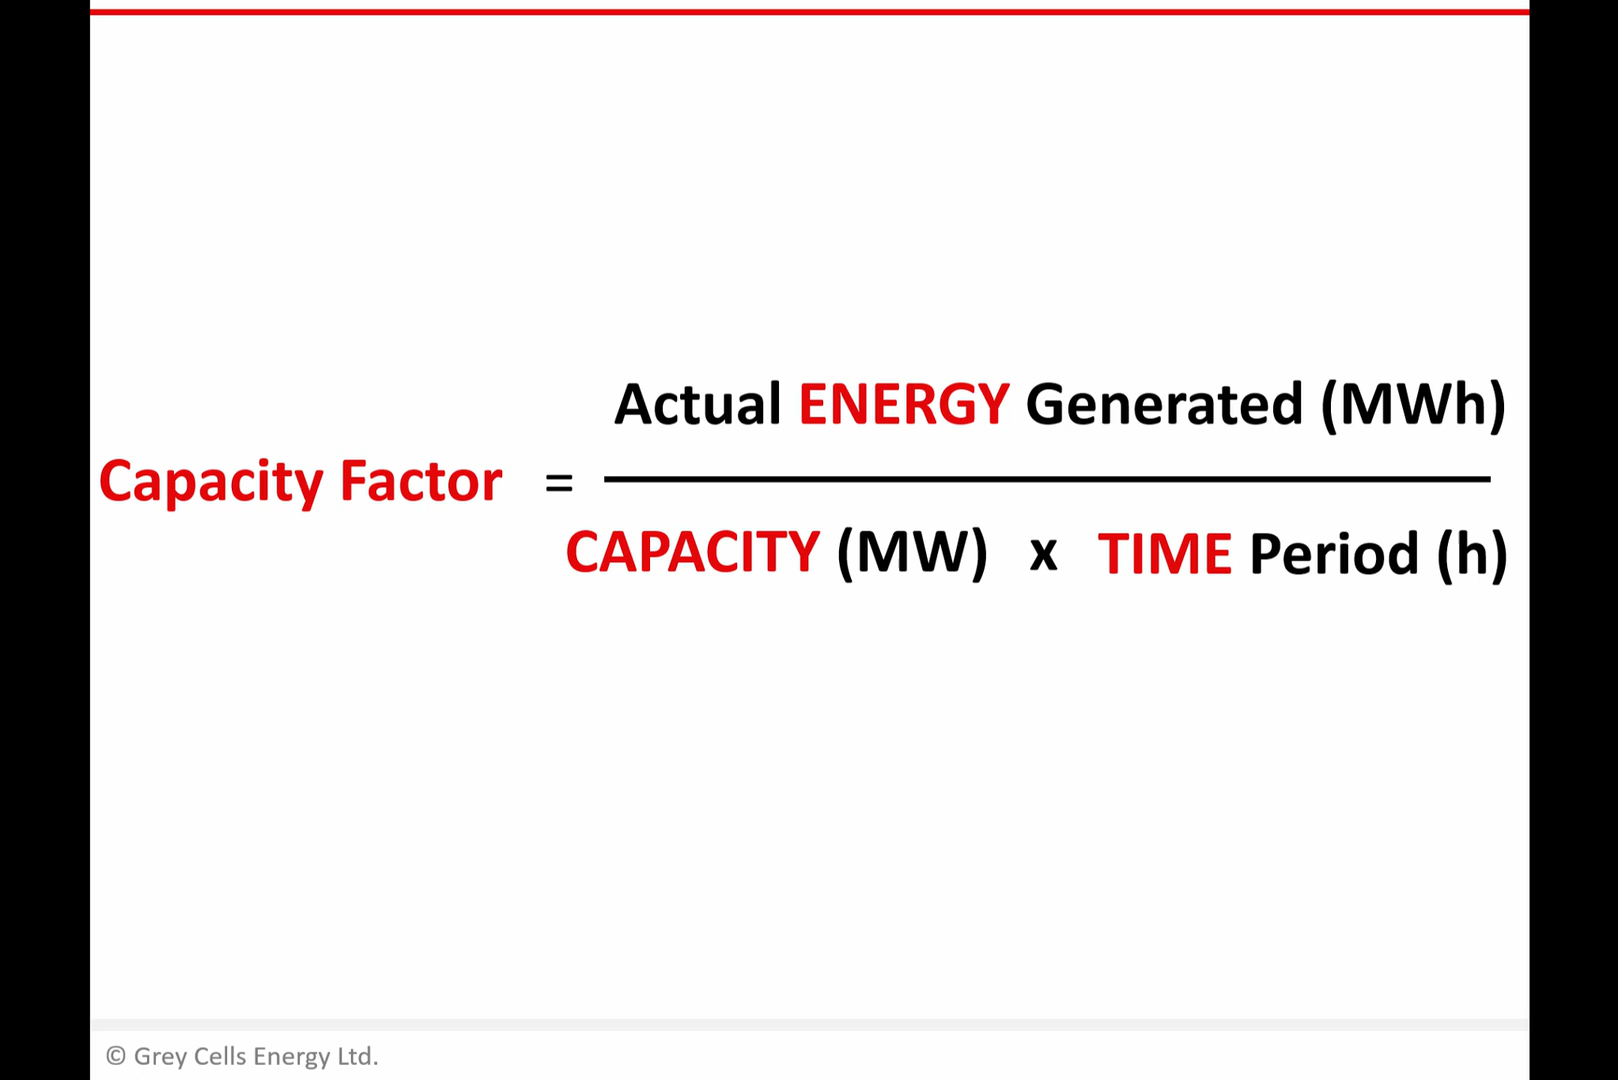 Actual ENERGY Generated (MWh)
Capacity Factor =
CAPACITY (MW) x TIME Period (h)
© Grey Cells Energy Ltd.